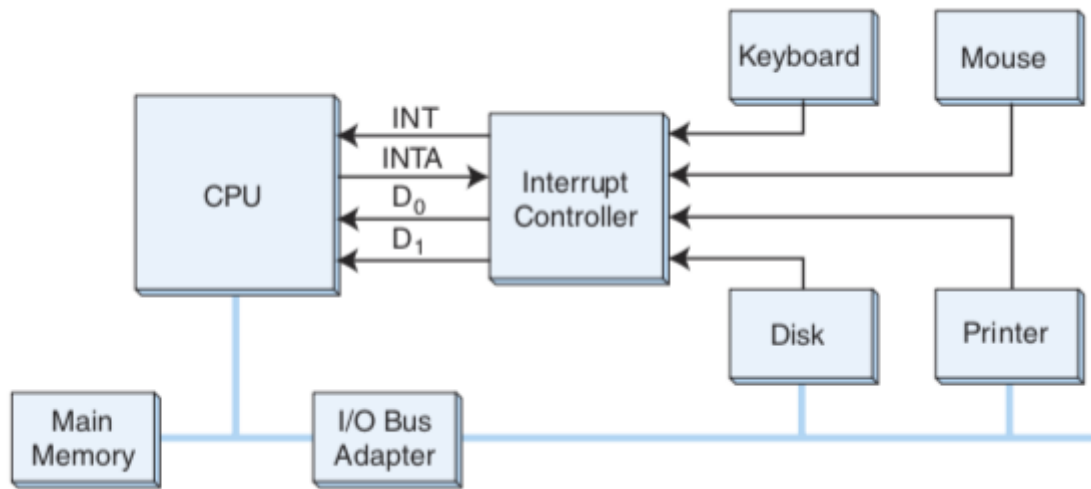 Keyboard
Mouse
INT
INTA
CPU
D₀
D₁
Interrupt
Controller
Disk
Printer
Main
Memory
I/O Bus
Adapter